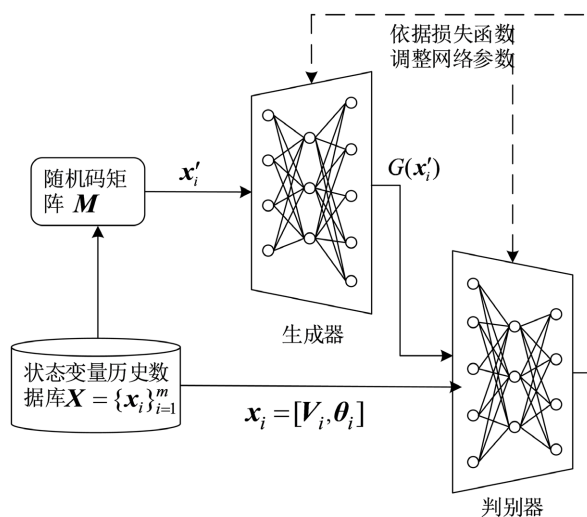 依据损失函数
调整网络参数
随机码矩
阵 M
x′ᵢ
G(x′ᵢ)
生成器
状态变量历史数
据库X = {xᵢ}ᵐᵢ₌₁
xᵢ = [Vᵢ, θᵢ]
判别器